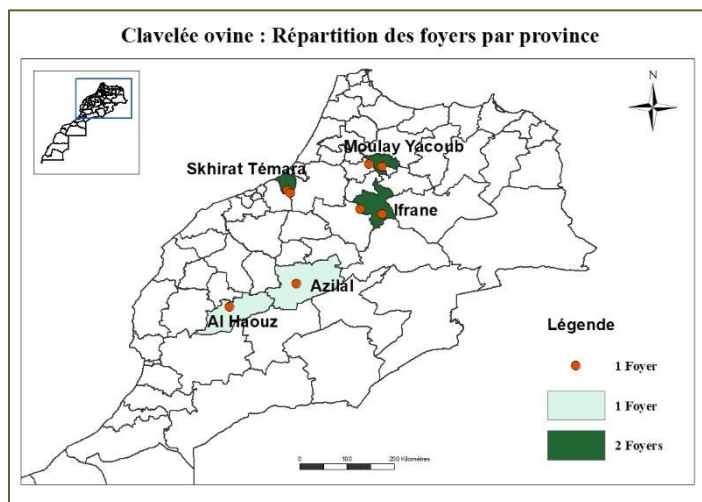 Clavelée ovine : Répartition des foyers par province
N
Moulay Yacoub
Skhirat Témara
Ifrane
Azilal
Al Haouz
Légende
1 Foyer
1 Foyer
2 Foyers
0 100 200 Kilomètres